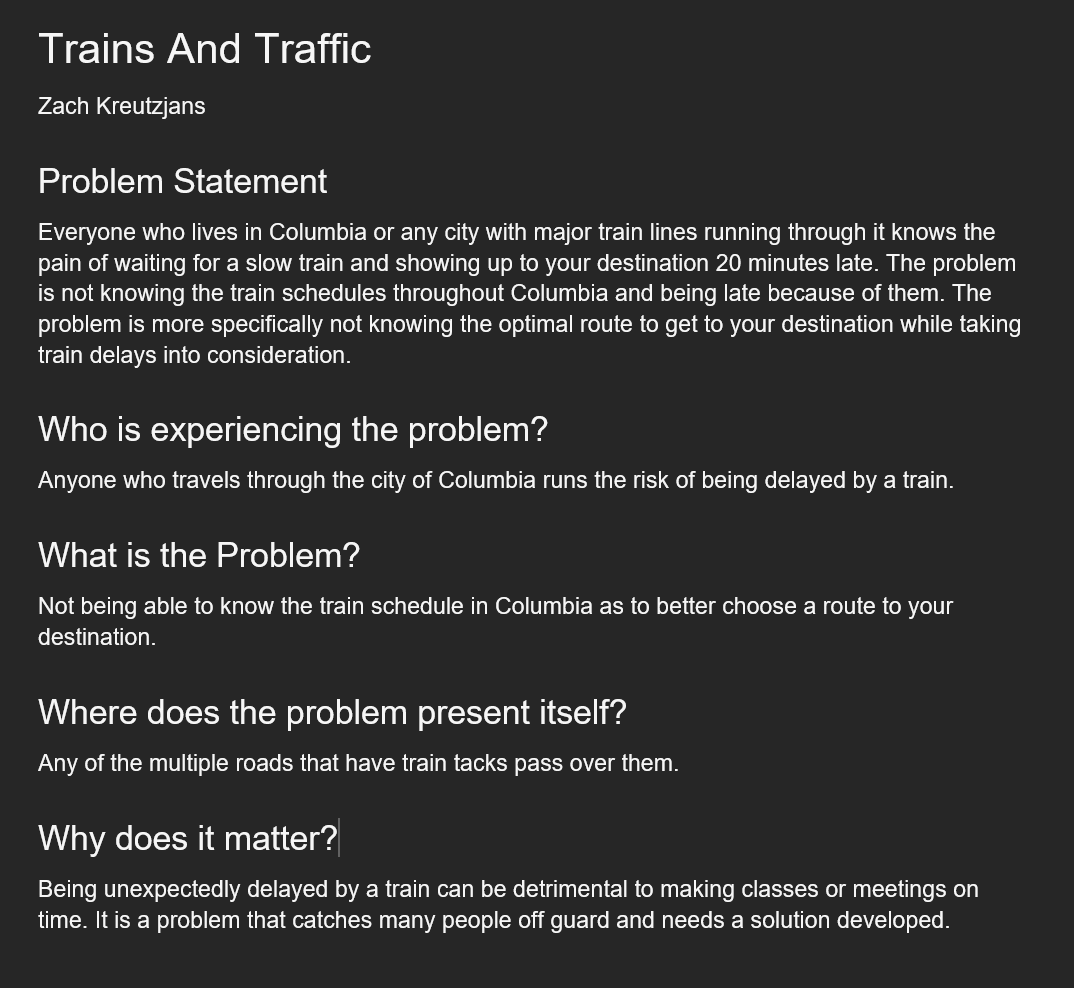 Trains And Traffic
Zach Kreutzjans
Problem Statement
Everyone who lives in Columbia or any city with major train lines running through it knows the
pain of waiting for a slow train and showing up to your destination 20 minutes late. The problem
is not knowing the train schedules throughout Columbia and being late because of them. The
problem is more specifically not knowing the optimal route to get to your destination while taking
train delays into consideration.
Who is experiencing the problem?
Anyone who travels through the city of Columbia runs the risk of being delayed by a train.
What is the Problem?
Not being able to know the train schedule in Columbia as to better choose a route to your
destination.
Where does the problem present itself?
Any of the multiple roads that have train tacks pass over them.
Why does it matter?
Being unexpectedly delayed by a train can be detrimental to making classes or meetings on
time. It is a problem that catches many people off guard and needs a solution developed.